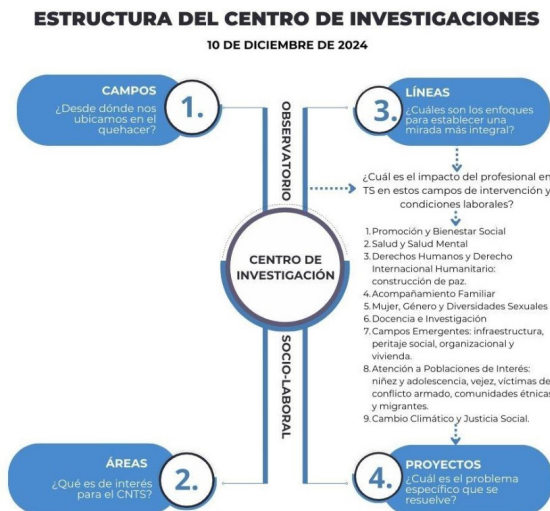 ESTRUCTURA DEL CENTRO DE INVESTIGACIONES
10 DE DICIEMBRE DE 2024
CAMPOS
¿Desde dónde nos
ubicamos en el
quehacer?
1.
OBSERVATORIO
3.
LÍNEAS
¿Cuáles son los enfoques
para establecer una
mirada más integral?
¿Cuál es el impacto del profesional en
TS en estos campos de intervención y
condiciones laborales?
CENTRO DE
INVESTIGACIÓN
1. Promoción y Bienestar Social
2. Salud y Salud Mental
3. Derechos Humanos y Derecho
Internacional Humanitario:
construcción de paz.
4. Acompañamiento Familiar
5. Mujer, Género y Diversidades Sexuales
6. Docencia e Investigación
7. Campos Emergentes: infraestructura,
peritaje social, organizacional y
vivienda.
8. Atención a Poblaciones de Interés:
niñez y adolescencia, vejez, víctimas de
conflicto armado, comunidades étnicas
y migrantes.
9. Cambio Climático y Justicia Social.
SOCIO-LABORAL
ÁREAS
¿Qué es de interés
para el CNTS?
2.
4.
PROYECTOS
¿Cuál es el problema
específico que se
resuelve?